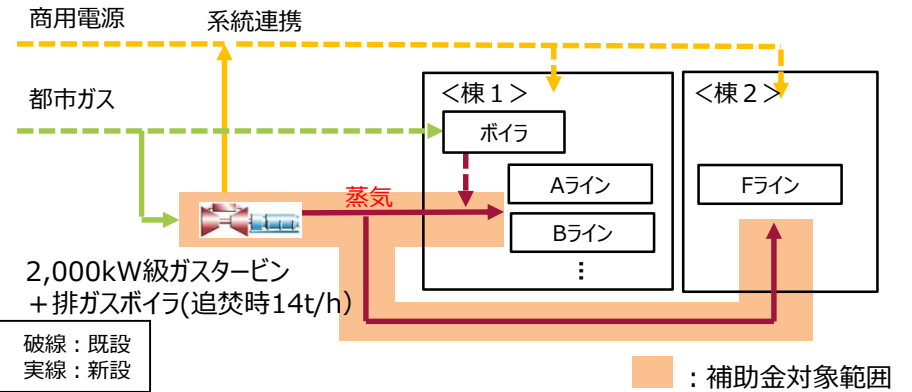 商用電源
系統連携
都市ガス
＜棟１＞
＜棟２＞
ボイラ
蒸気
Aライン
Fライン
Bライン
⋮
2,000kW級ガスタービン
＋排ガスボイラ(追焚時14t/h）
破線：既設
実線：新設
：補助金対象範囲